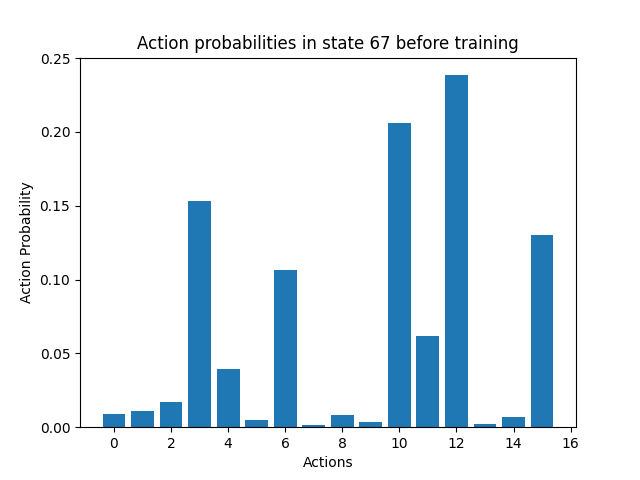 Action probabilities in state 67 before training
0.25
0.20
0.15
0.10
0.05
0.00
Action Probability
0 2 4 6 8 10 12 14 16
Actions